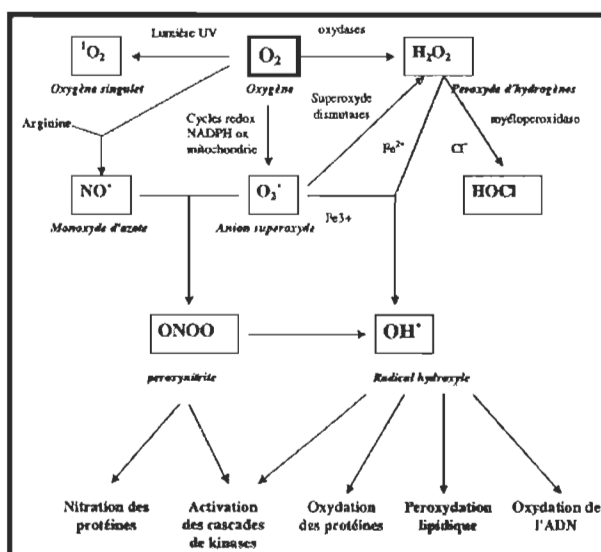 Lumière UV
oxydases
¹O₂
O₂
H₂O₂
Oxygène singulet
Oxygène
Peroxyde d'hydrogènes
Arginine
Cycles redox
NADPH ox
mitochondrie
Superoxyde
dismutases
myéloperoxidase
Fe²⁺
Cl⁻
NO•
O₂•
HOCl
Monoxyde d'azote
Anion superoxyde
Fe3+
ONOO
OH•
peroxynitrite
Radical hydroxyle
Nitration des
protéines
Activation
des cascades
de kinases
Oxydation
des protéines
Peroxydation
lipidique
Oxydation de
l'ADN